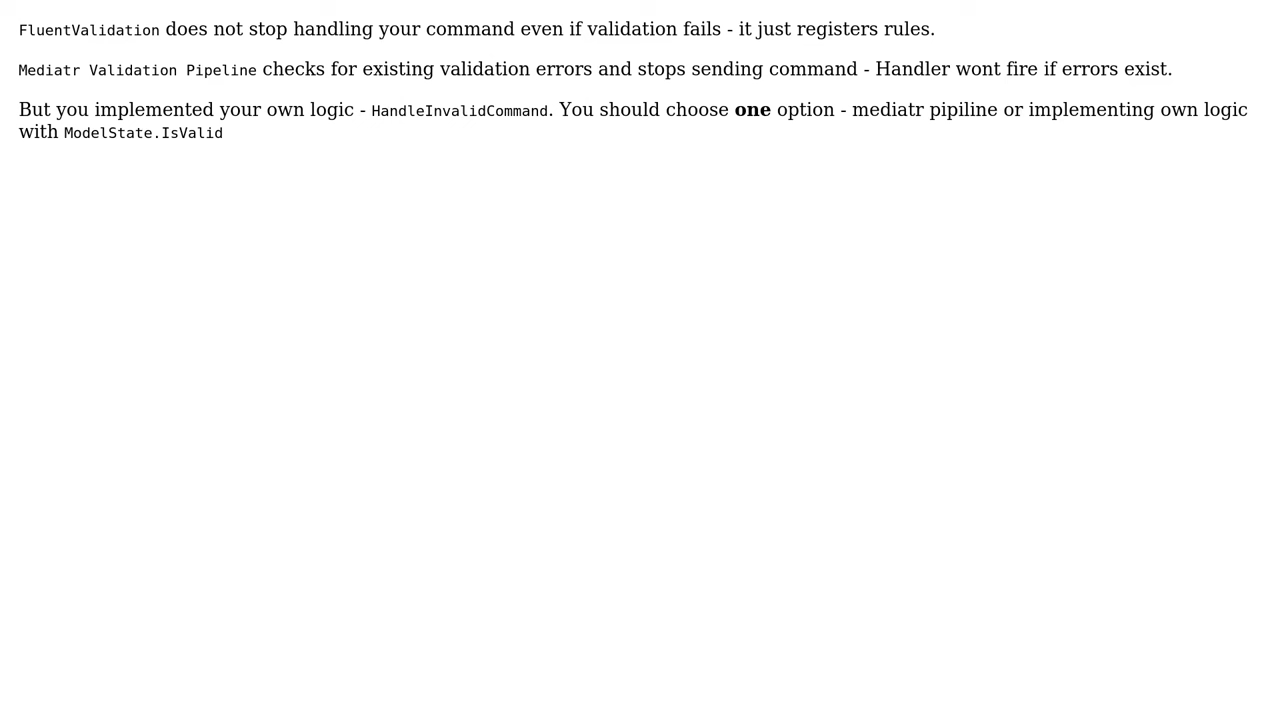 FluentValidation does not stop handling your command even if validation fails - it just registers rules.
Mediatr Validation Pipeline checks for existing validation errors and stops sending command - Handler wont fire if errors exist.
But you implemented your own logic - HandleInvalidCommand. You should choose one option - mediatr pipiline or implementing own logic
with ModelState.IsValid